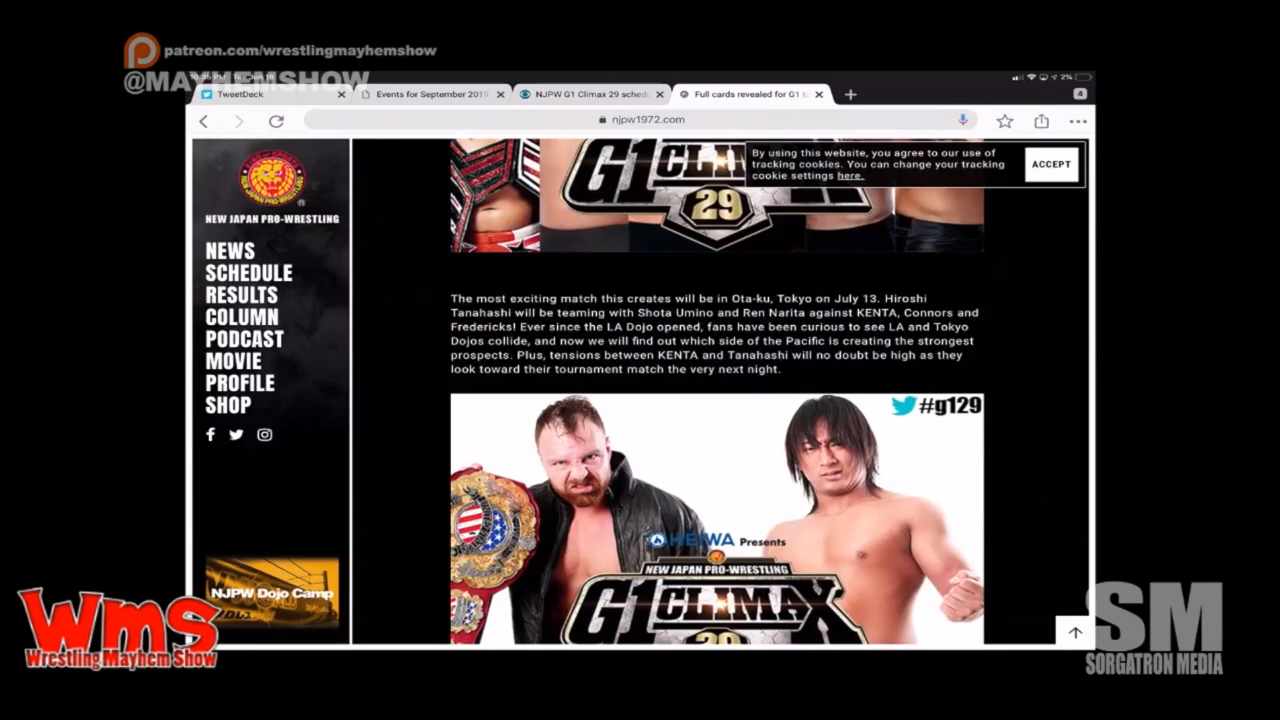 patreon.com/wrestlingmayhemshow
@MAYHEMSHOW
2%
TweetDeck
Events for September 2019
NJPW G1 Climax 29 sched
Full cards revealed for G1 to
4
njpw1972.com
NEW JAPAN PRO-WRESTLING
NEWS
SCHEDULE
RESULTS
COLUMN
PODCAST
MOVIE
PROFILE
SHOP
NJPW Dojo Camp
G1 CLIMAX
29
By using this website, you agree to our use of
tracking cookies. You can change your tracking
cookie settings here.
ACCEPT
The most exciting match this creates will be in Ota-ku, Tokyo on July 13. Hiroshi
Tanahashi will be teaming with Shota Umino and Ren Narita against KENTA, Connors and
Fredericks! Ever since the LA Dojo opened, fans have been curious to see LA and Tokyo
Dojos collide, and now we will find out which side of the Pacific is creating the strongest
prospects. Plus, tensions between KENTA and Tanahashi will no doubt be high as they
look toward their tournament match the very next night.
#g129
HEIWA Presents
NEW JAPAN PRO-WRESTLING
G1 CLIMAX
29
WMS
Wrestling Mayhem Show
SM
SORGATRON MEDIA